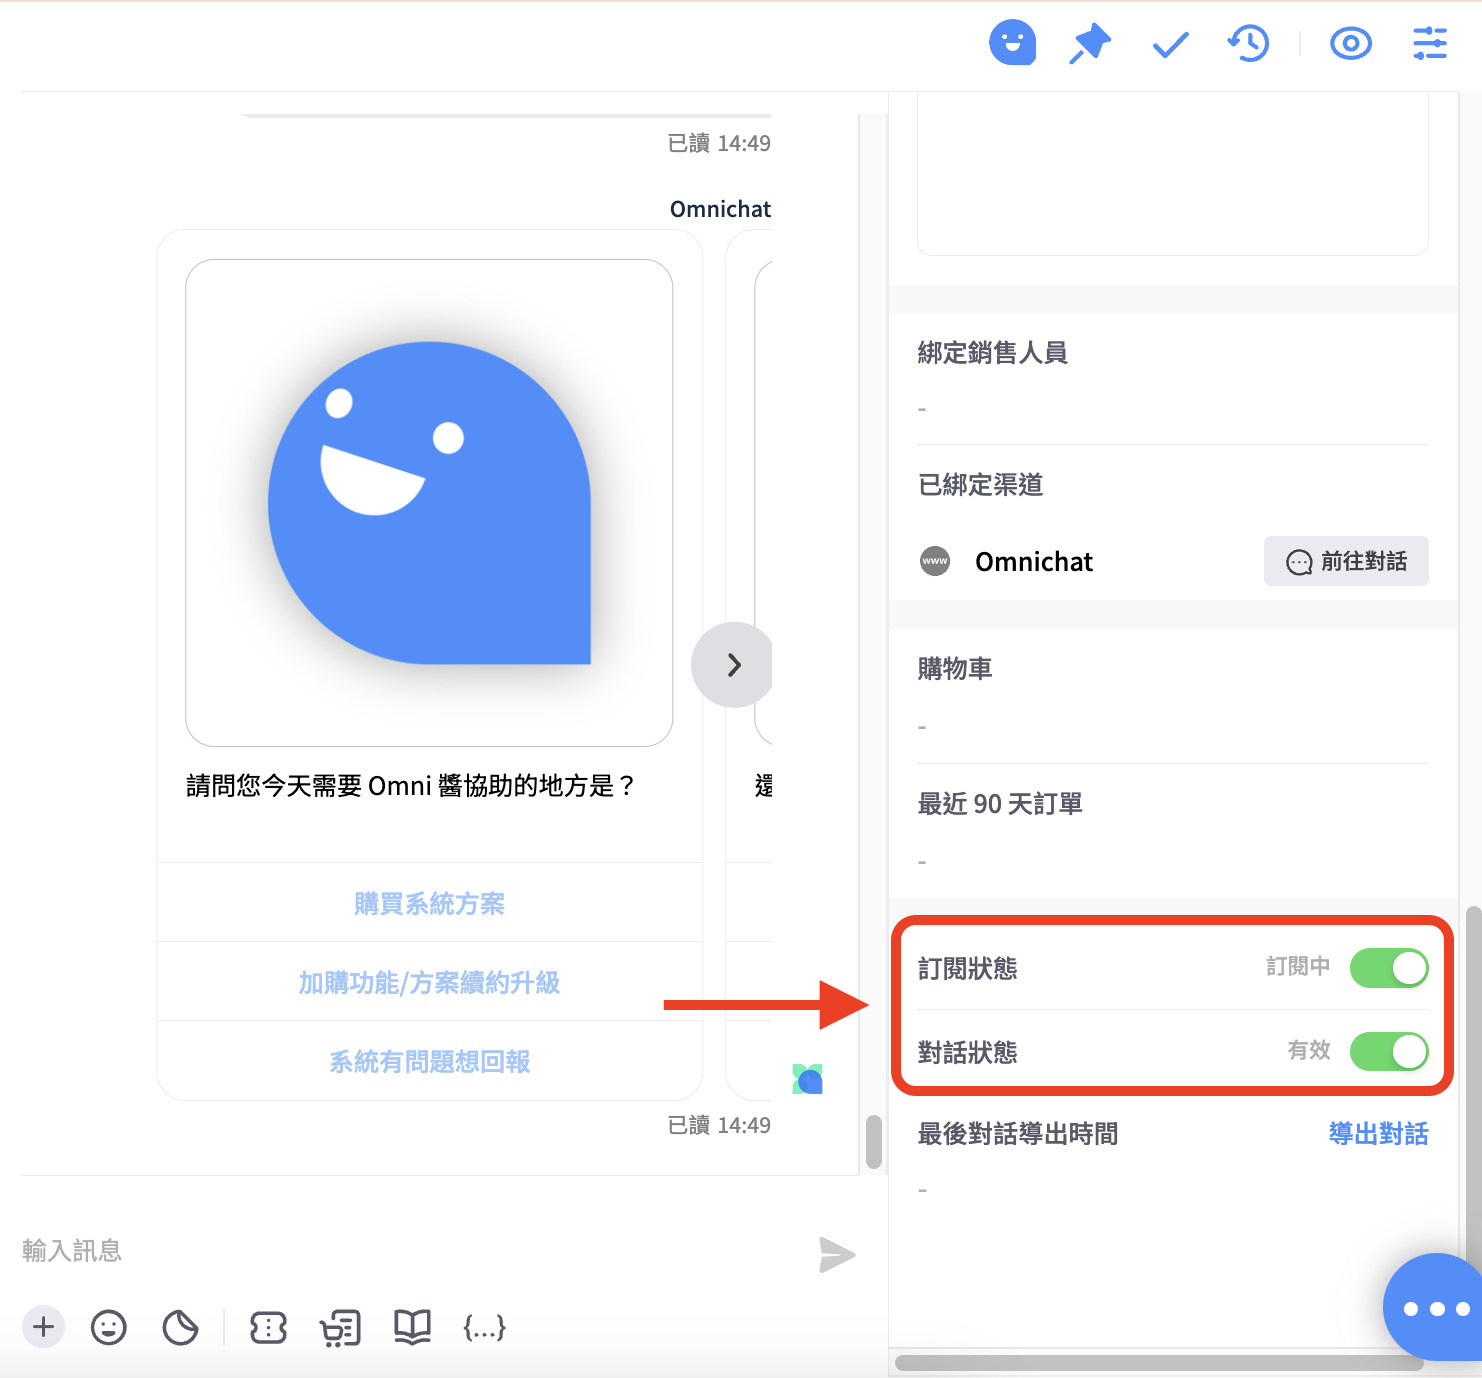 已讀 14:49
Omnichat
請問您今天需要 Omni 醬協助的地方是？
還
購買系統方案
加購功能/方案續約升級
系統有問題想回報
已讀 14:49
輸入訊息
{...}
綁定銷售人員
-
已綁定渠道
www
Omnichat
前往對話
購物車
-
最近 90 天訂單
-
訂閱狀態
訂閱中
對話狀態
有效
最後對話導出時間
導出對話
-